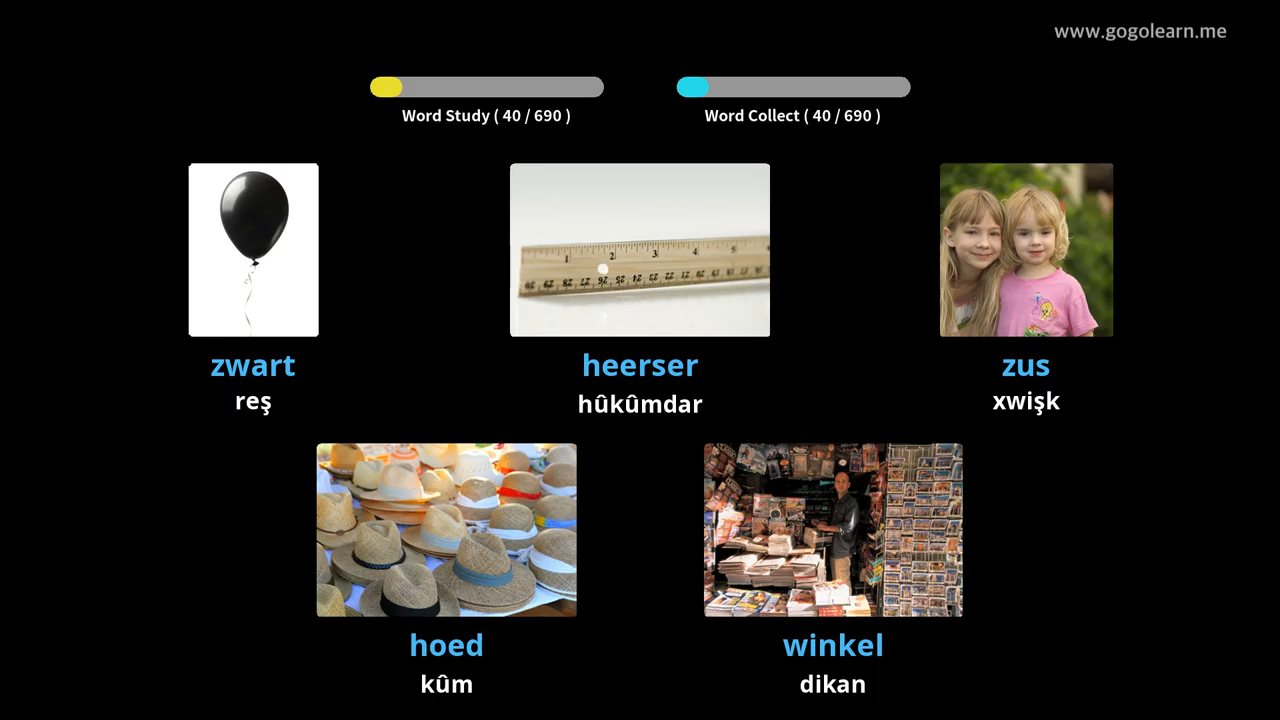 www.gogolearn.me
Word Study ( 40 / 690 )
Word Collect ( 40 / 690 )
zwart
reş
heerser
hûkûmdar
zus
xwişk
hoed
kûm
winkel
dikan